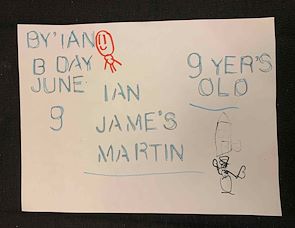 BY'IAN
B DAY
JUNE
9
IAN
JAME'S
MARTIN
9 YER'S
OLD